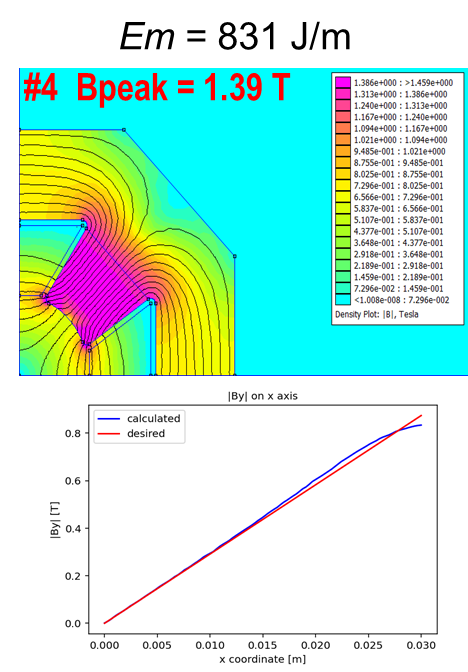 Em = 831 J/m
#4 Bpeak = 1.39 T
1.386e+000 : >1.459e+000
1.313e+000 : 1.386e+000
1.240e+000 : 1.313e+000
1.167e+000 : 1.240e+000
1.094e+000 : 1.167e+000
1.021e+000 : 1.094e+000
9.485e-001 : 1.021e+000
8.755e-001 : 9.485e-001
8.025e-001 : 8.755e-001
7.296e-001 : 8.025e-001
6.566e-001 : 7.296e-001
5.837e-001 : 6.566e-001
5.107e-001 : 5.837e-001
4.377e-001 : 5.107e-001
3.648e-001 : 4.377e-001
2.918e-001 : 3.648e-001
2.189e-001 : 2.918e-001
1.459e-001 : 2.189e-001
7.296e-002 : 1.459e-001
<1.008e-008 : 7.296e-002
Density Plot: |B|, Tesla
|By| on x axis
calculated
desired
0.8
0.6
0.4
0.2
0.0
|By| [T]
0.000 0.005 0.010 0.015 0.020 0.025 0.030
x coordinate [m]